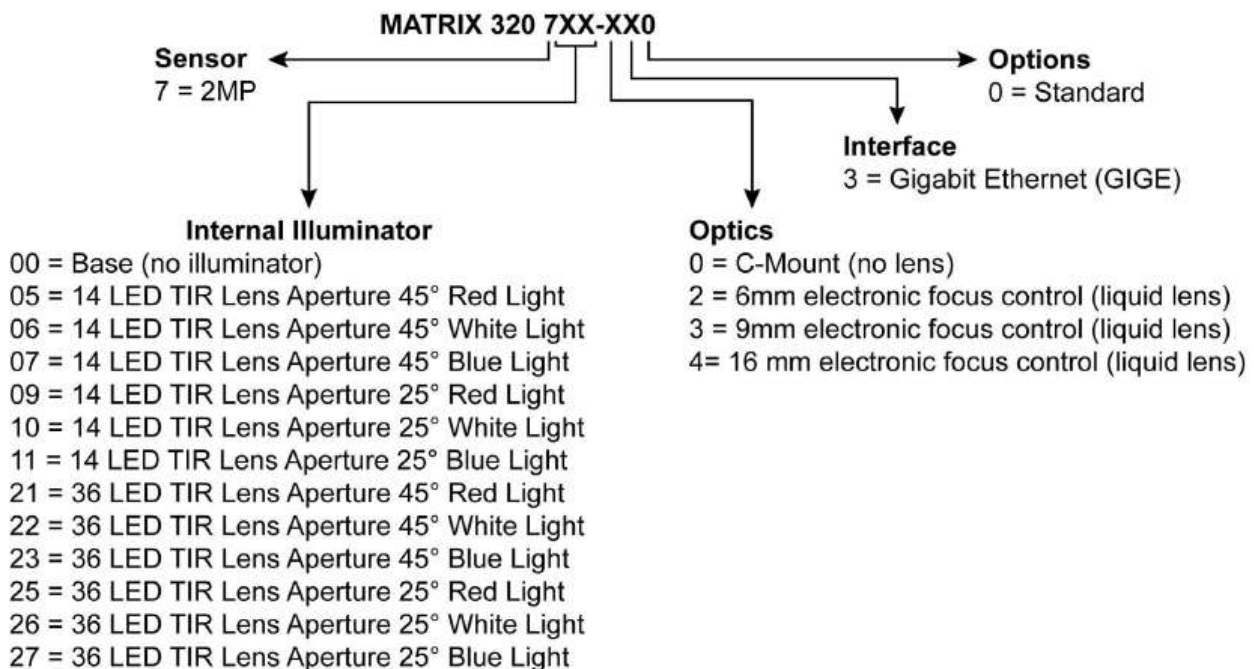 MATRIX 320 7XX-XX0
Sensor
7 = 2MP
Options
0 = Standard
Interface
3 = Gigabit Ethernet (GIGE)
Internal Illuminator
00 = Base (no illuminator)
05 = 14 LED TIR Lens Aperture 45° Red Light
06 = 14 LED TIR Lens Aperture 45° White Light
07 = 14 LED TIR Lens Aperture 45° Blue Light
09 = 14 LED TIR Lens Aperture 25° Red Light
10 = 14 LED TIR Lens Aperture 25° White Light
11 = 14 LED TIR Lens Aperture 25° Blue Light
21 = 36 LED TIR Lens Aperture 45° Red Light
22 = 36 LED TIR Lens Aperture 45° White Light
23 = 36 LED TIR Lens Aperture 45° Blue Light
25 = 36 LED TIR Lens Aperture 25° Red Light
26 = 36 LED TIR Lens Aperture 25° White Light
27 = 36 LED TIR Lens Aperture 25° Blue Light
Optics
0 = C-Mount (no lens)
2 = 6mm electronic focus control (liquid lens)
3 = 9mm electronic focus control (liquid lens)
4= 16 mm electronic focus control (liquid lens)